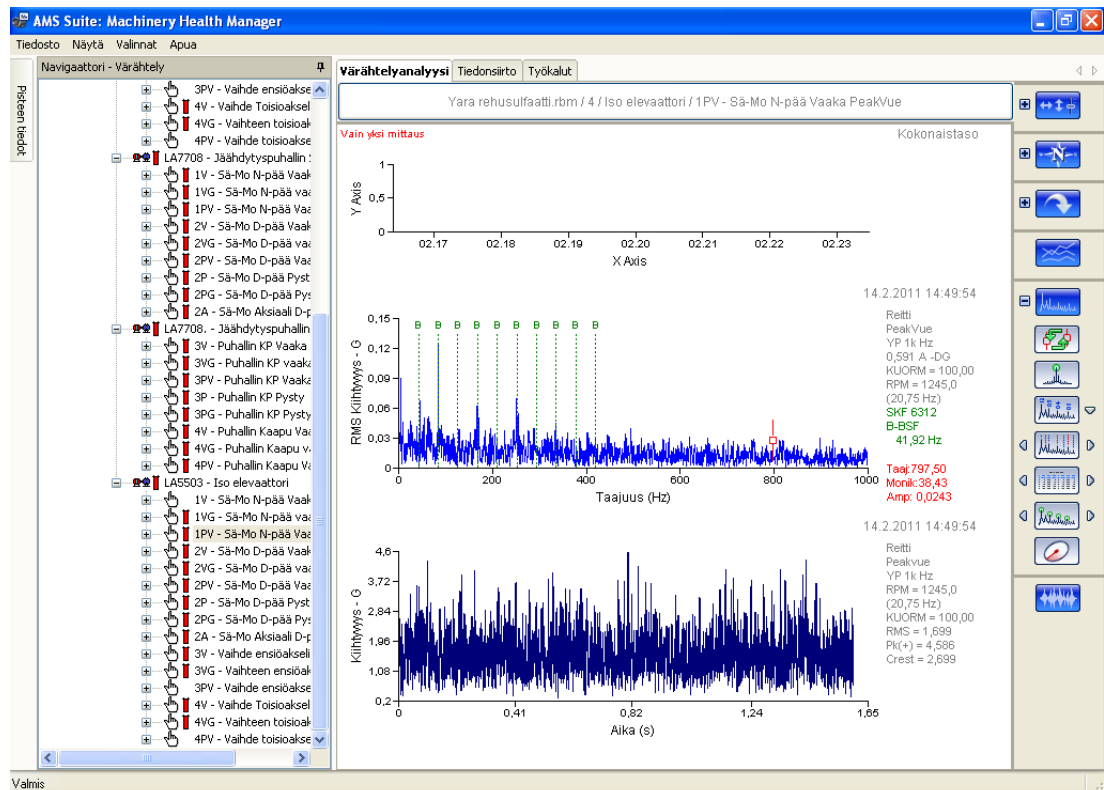 AMS Suite: Machinery Health Manager
Tiedosto Näytä Valinnat Apua
Pisteen tiedot
Navigaattori - Värähtely
3PV - Vaihde ensiöakse
4V - Vaihde Toisioaksel
4VG - Vaihteen toisioak
4PV - Vaihde toisioakse
LA7708 - Jäähdytyspuhallin :
1V - Sä-Mo N-pää Vaak
1VG - Sä-Mo N-pää vaa
1PV - Sä-Mo N-pää Vaa
2V - Sä-Mo D-pää Vaak
2VG - Sä-Mo D-pää vaa
2PV - Sä-Mo D-pää Vaa
2P - Sä-Mo D-pää Pyst
2PG - Sä-Mo D-pää Pys
2A - Sä-Mo Aksiaali D-p
LA7708. - Jäähdytyspuhallin
3V - Puhallin KP Vaaka
3VG - Puhallin KP vaaka
3PV - Puhallin KP Vaaka
3P - Puhallin KP Pysty
3PG - Puhallin KP Pysty
4V - Puhallin Kaapu Vaa
4VG - Puhallin Kaapu v
4PV - Puhallin Kaapu Va
LA5503 - Iso elevaattori
1V - Sä-Mo N-pää Vaak
1VG - Sä-Mo N-pää vaa
1PV - Sä-Mo N-pää Vaa
2V - Sä-Mo D-pää Vaak
2VG - Sä-Mo D-pää vaa
2PV - Sä-Mo D-pää Vaa
2P - Sä-Mo D-pää Pyst
2PG - Sä-Mo D-pää Pys
2A - Sä-Mo Aksiaali D-p
3V - Vaihde ensiöakseli
3VG - Vaihteen ensiöak
3PV - Vaihde ensiöakse
4V - Vaihde Toisioaksel
4VG - Vaihteen toisioak
4PV - Vaihde toisioakse
Värähtelyanalyysi Tiedonsiirto Työkalut
Yara rehusulfaatti.rbm / 4 / Iso elevaattori / 1PV - Sä-Mo N-pää Vaaka PeakVue
Vain yksi mittaus
Kokonaistaso
Y Axis
1
0,5
0
02.17 02.18 02.19 02.20 02.21 02.22 02.23
X Axis
14.2.2011 14:49:54
RMS Kiihtyvyys - G
0,15
0,12
0,09
0,06
0,03
0
B B B B B B B B B B
0 200 400 600 800 1000
Taajuus (Hz)
Reitti
PeakVue
YP 1k Hz
0,591 A -DG
KUORM = 100,00
RPM = 1245,0
(20,75 Hz)
SKF 6312
B-BSF
41,92 Hz
Taaj:797,50
Monik:38,43
Amp: 0,0243
14.2.2011 14:49:54
Kiihtyvyys - G
4,6
3,72
2,84
1,96
1,08
0,2
0 0,41 0,82 1,24 1,65
Aika (s)
Reitti
Peakvue
YP 1k Hz
RPM = 1245,0
(20,75 Hz)
KUORM = 100,00
RMS = 1,699
Pk(+) = 4,586
Crest = 2,699
N
Valmis